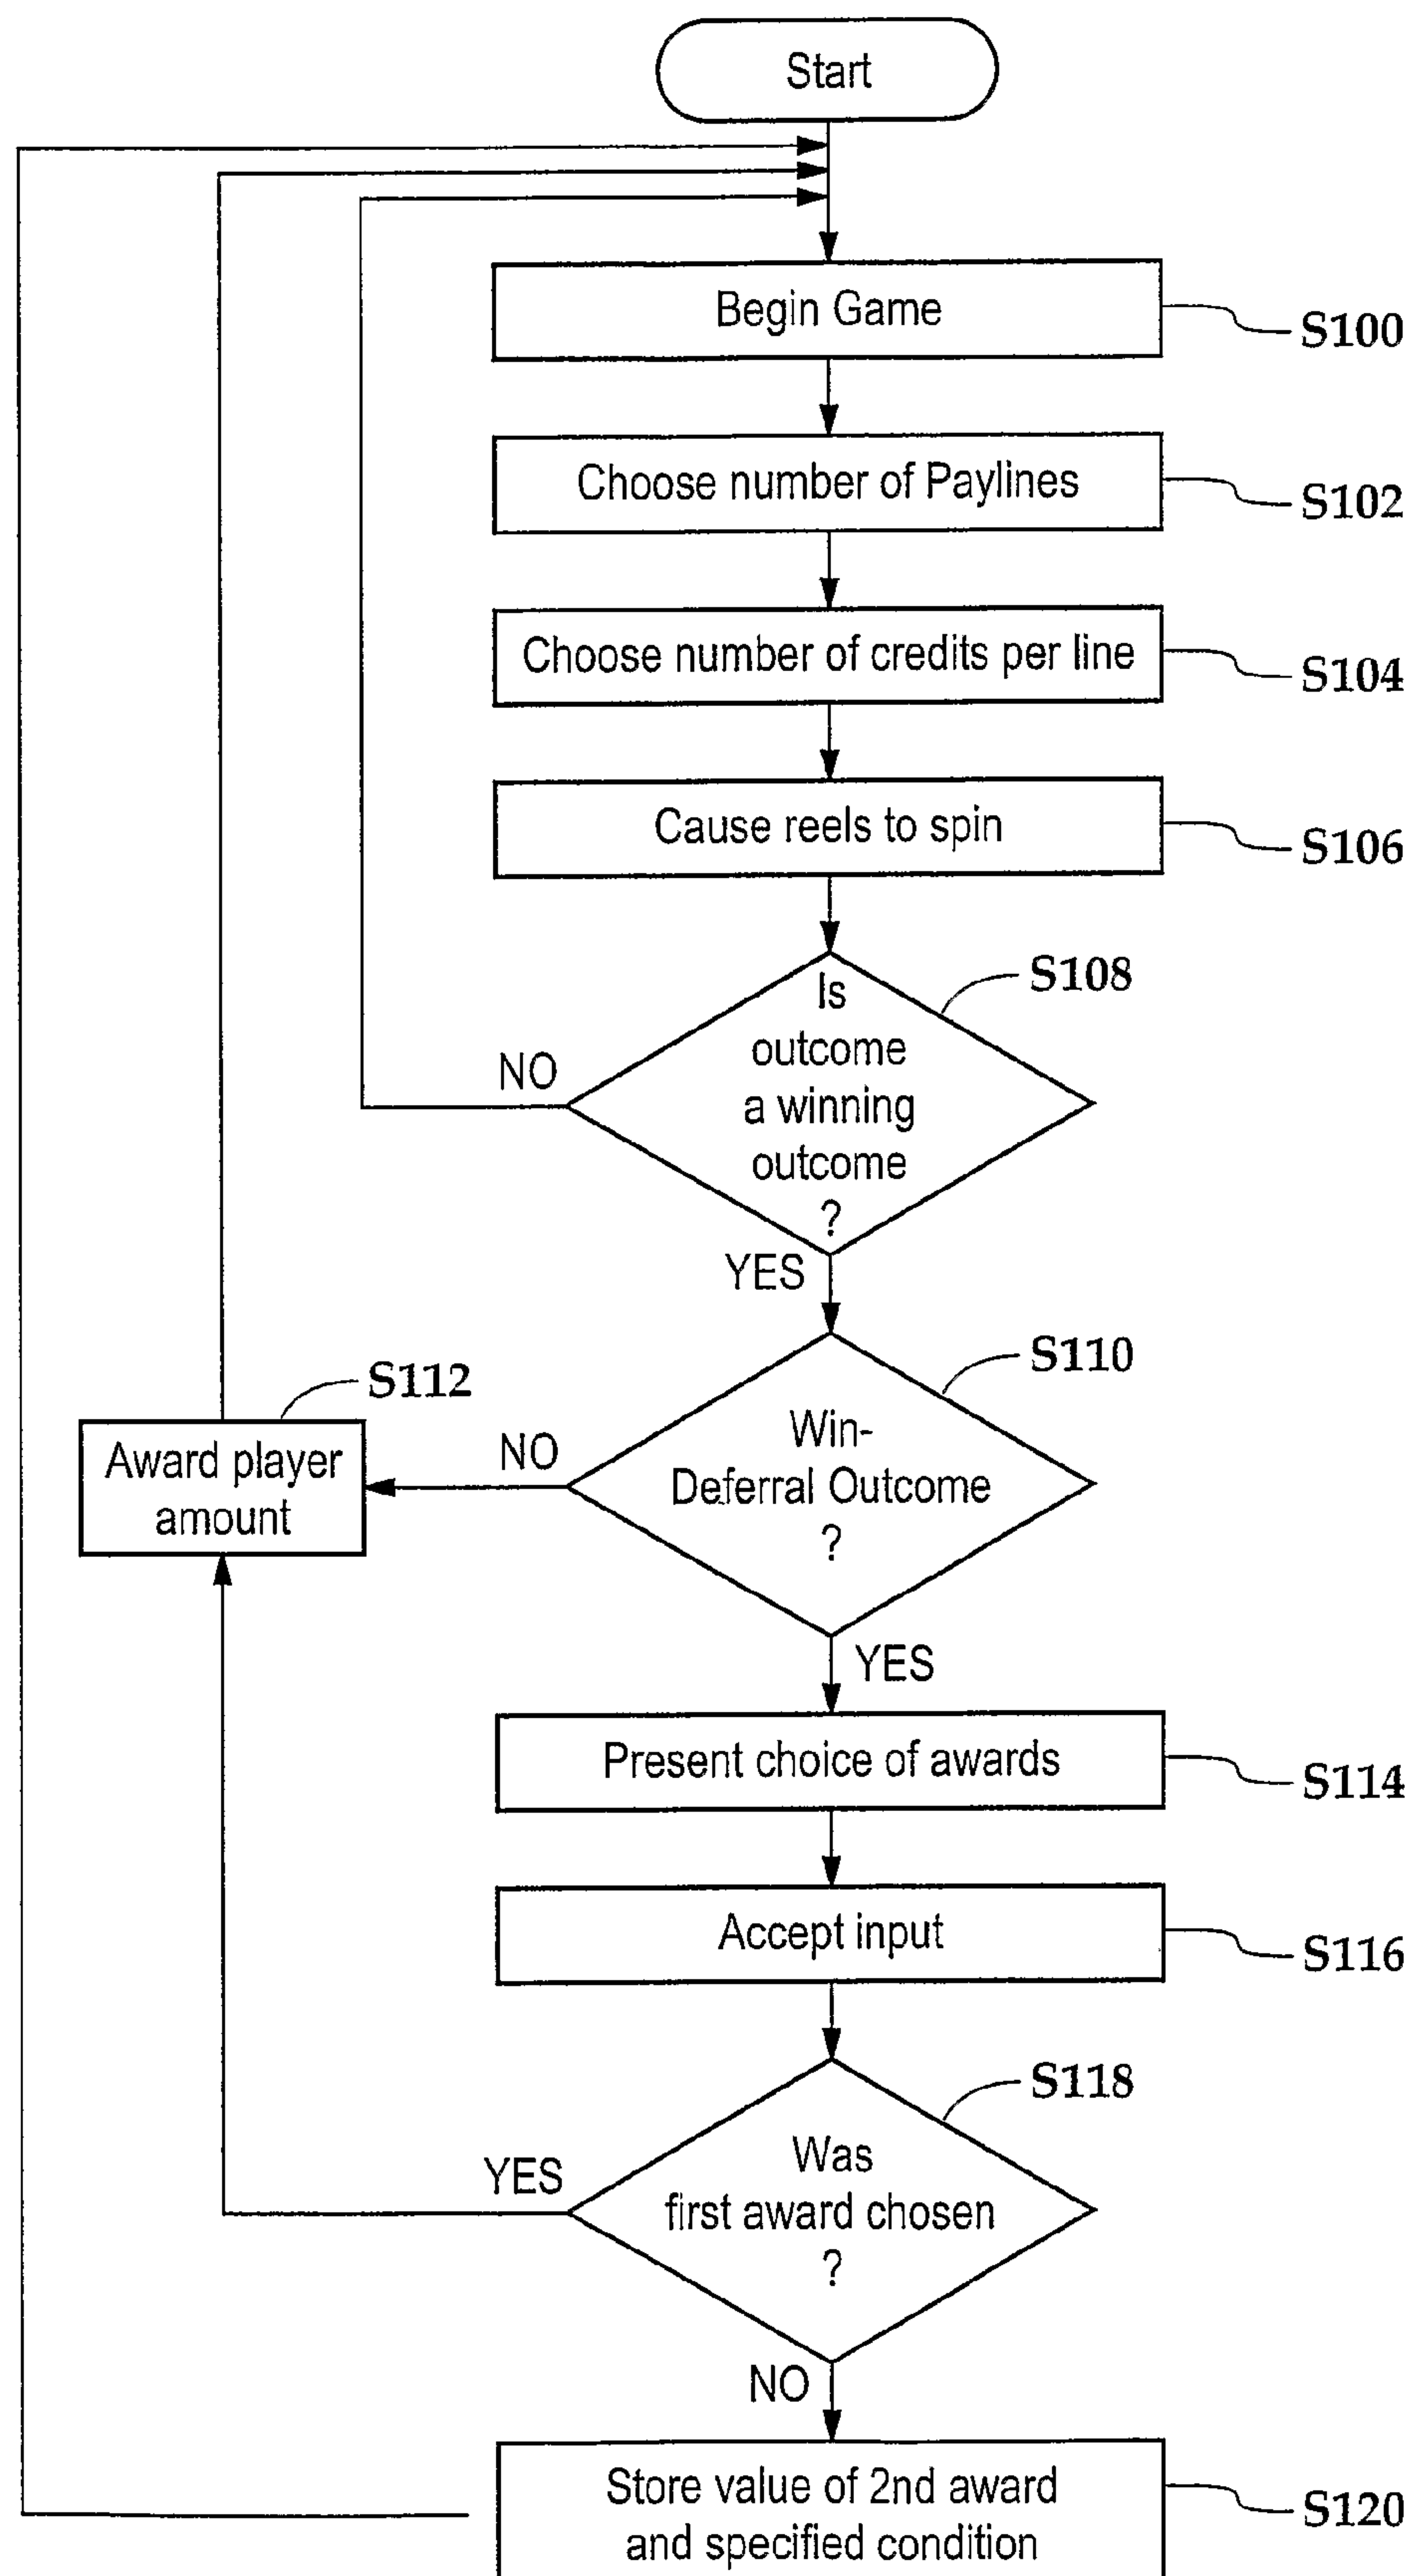 Start
Begin Game
S100
Choose number of Paylines
S102
Choose number of credits per line
S104
Cause reels to spin
S106
Is
outcome
a winning
outcome
?
S108
NO
YES
Win-
Deferral Outcome
?
S110
NO
S112
Award player
amount
YES
Present choice of awards
S114
Accept input
S116
Was
first award chosen
?
S118
YES
NO
Store value of 2nd award
and specified condition
S120